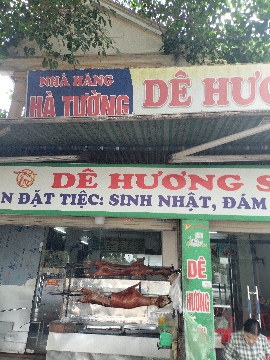 NHÀ HÀNG
HÀ TƯỜNG
DÊ HƯƠ
DÊ HƯƠNG S
N ĐẶT TIỆC: SINH NHẬT, ĐÁM
DÊ
HƯƠNG